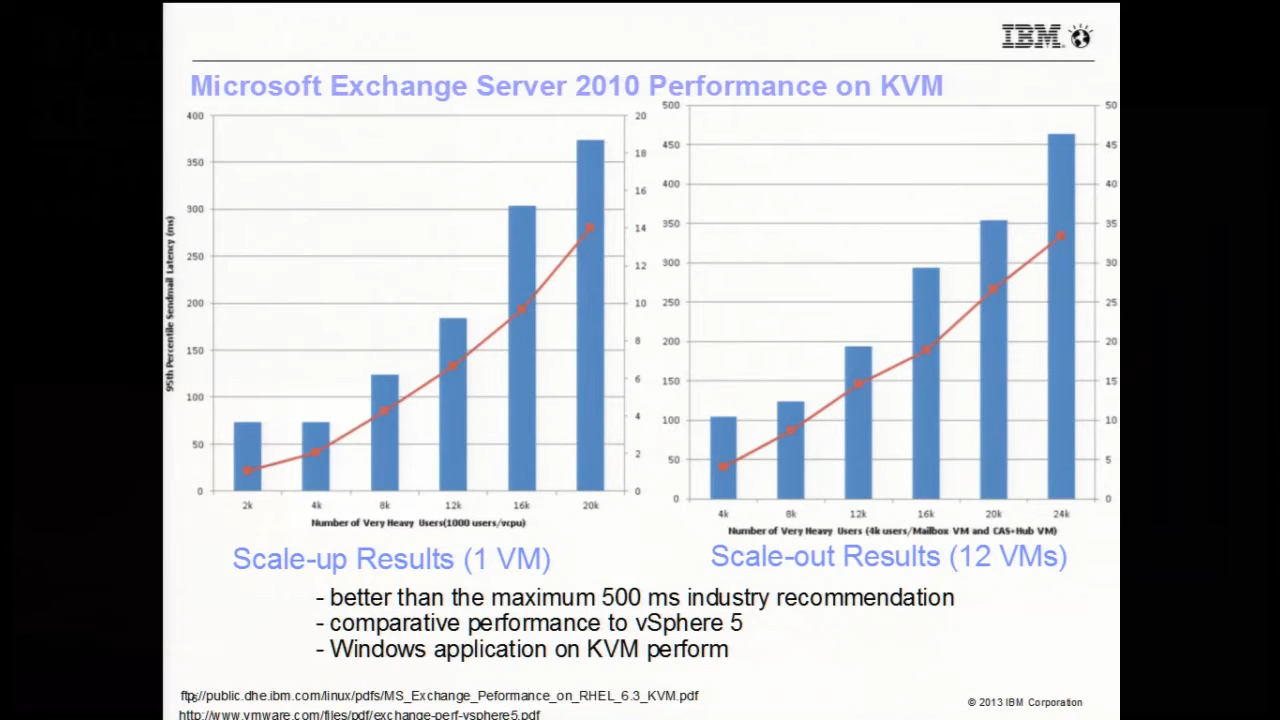 IBM
Microsoft Exchange Server 2010 Performance on KVM
400
350
300
250
200
150
100
50
0
95th Percentile Sendmail Latency (ms)
20
18
16
14
12
10
8
6
4
2
0
2k 4k 8k 12k 16k 20k
Number of Very Heavy Users(1000 users/vcpu)
500
450
400
350
300
250
200
150
100
50
0
50
45
40
35
30
25
20
15
10
5
0
4k 8k 12k 16k 20k 24k
Number of Very Heavy Users (4k users/Mailbox VM and CAS+Hub VM)
Scale-up Results (1 VM)
Scale-out Results (12 VMs)
- better than the maximum 500 ms industry recommendation
- comparative performance to vSphere 5
- Windows application on KVM perform
ftp://public.dhe.ibm.com/linux/pdfs/MS_Exchange_Peformance_on_RHEL_6.3_KVM.pdf
© 2013 IBM Corporation
http://www.vmware.com/files/pdf/exchange-perf-vsphere5.pdf